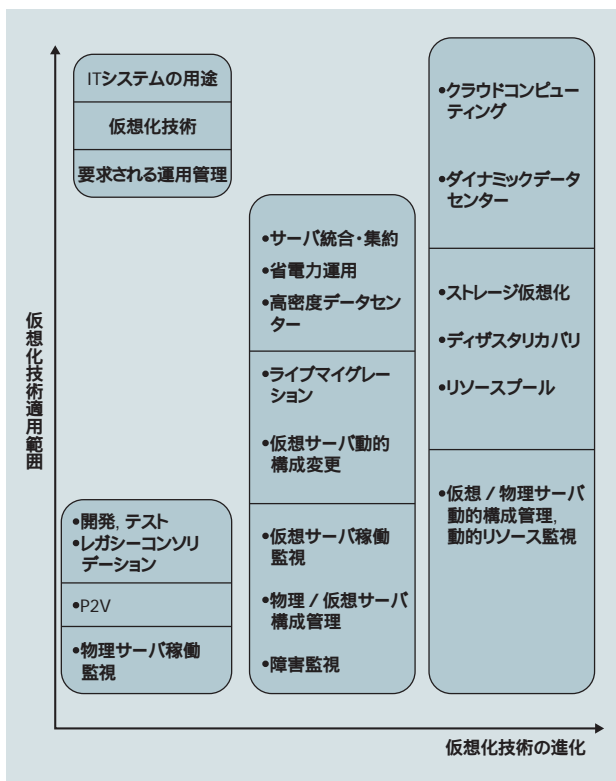 ITシステムの用途
仮想化技術
要求される運用管理
仮想化技術適用範囲
•開発, テスト
•レガシーコンソリ
デーション
•P2V
•物理サーバ稼働
監視
•サーバ統合・集約
•省電力運用
•高密度データセン
ター
•ライブマイグレー
ション
•仮想サーバ動的
構成変更
•仮想サーバ稼働
監視
•物理 / 仮想サーバ
構成管理
•障害監視
•クラウドコンピュー
ティング
•ダイナミックデータ
センター
•ストレージ仮想化
•ディザスタリカバリ
•リソースプール
•仮想 / 物理サーバ
動的構成管理,
動的リソース監視
仮想化技術の進化